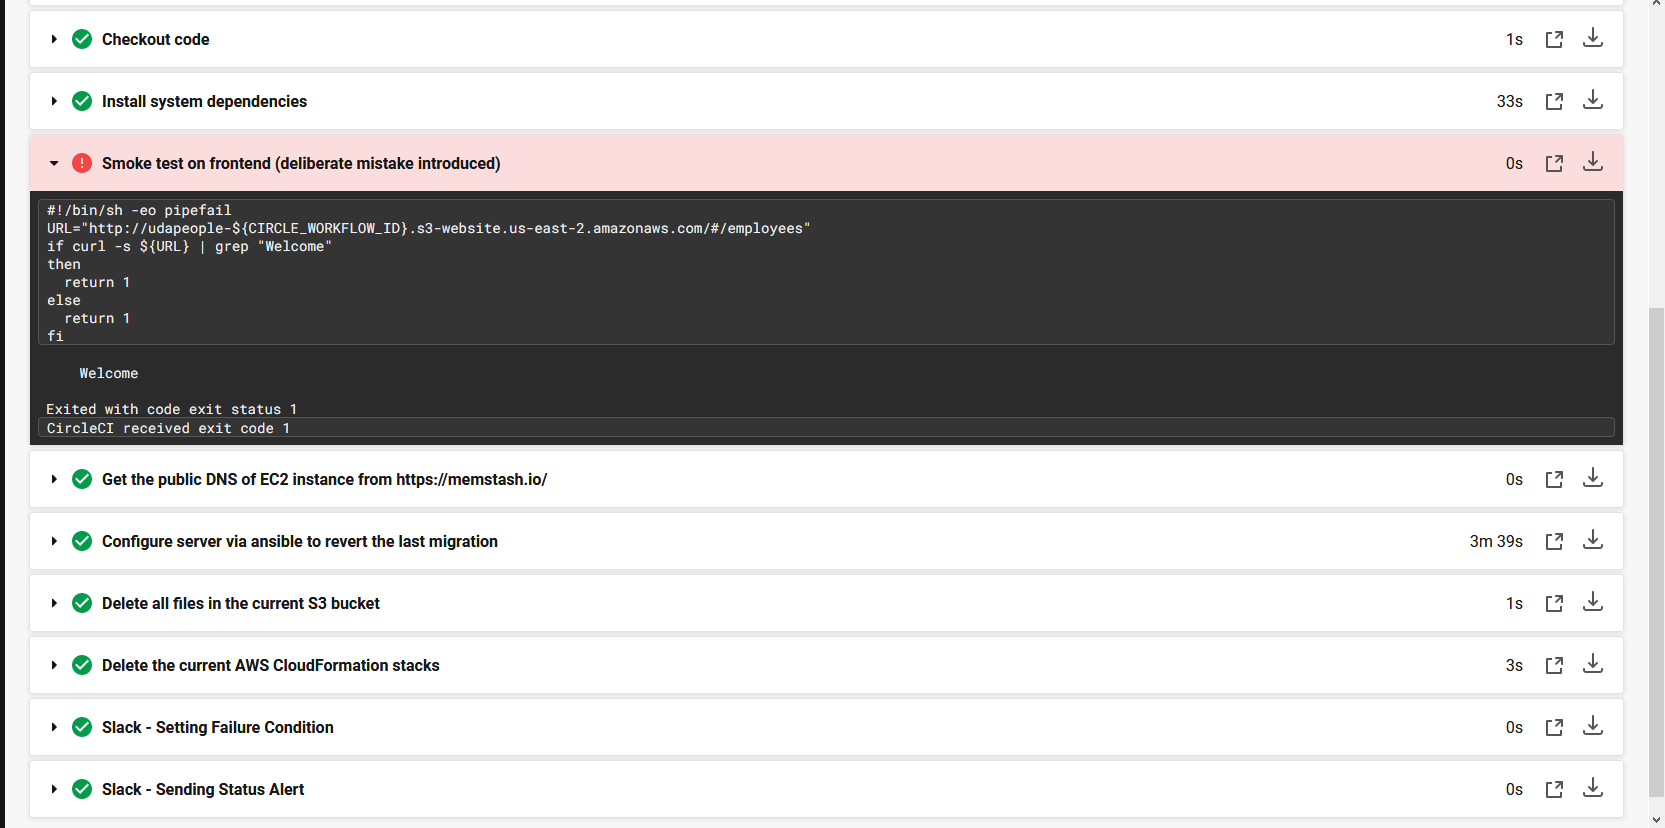 Checkout code 1s
Install system dependencies 33s
Smoke test on frontend (deliberate mistake introduced) 0s
#!/bin/sh -eo pipefail
URL="http://udapeople-${CIRCLE_WORKFLOW_ID}.s3-website.us-east-2.amazonaws.com/#/employees"
if curl -s ${URL} | grep "Welcome"
then
  return 1
else
  return 1
fi
Welcome
Exited with code exit status 1
CircleCI received exit code 1
Get the public DNS of EC2 instance from https://memstash.io/ 0s
Configure server via ansible to revert the last migration 3m 39s
Delete all files in the current S3 bucket 1s
Delete the current AWS CloudFormation stacks 3s
Slack - Setting Failure Condition 0s
Slack - Sending Status Alert 0s